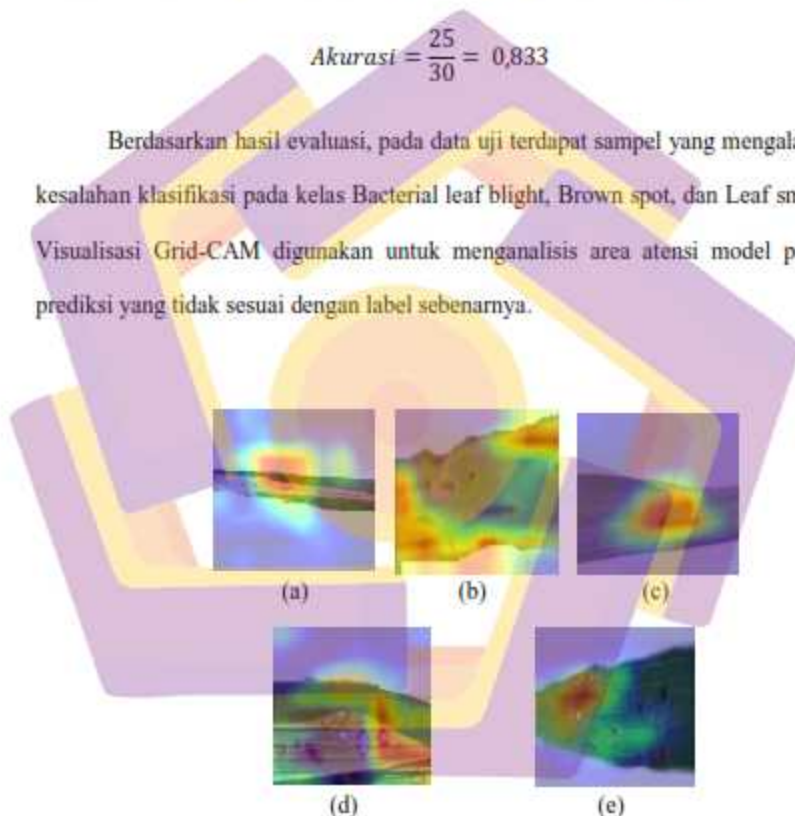 Akurasi = 25/30 = 0,833
Berdasarkan hasil evaluasi, pada data uji terdapat sampel yang
kesalahan klasifikasi pada kelas Bacterial leaf blight, Brown spot, dan Leaf
Visualisasi Grid-CAM digunakan untuk menganalisis area atensi model
prediksi yang tidak sesuai dengan label sebenarnya.
(a) (b) (c)
(d) (e)